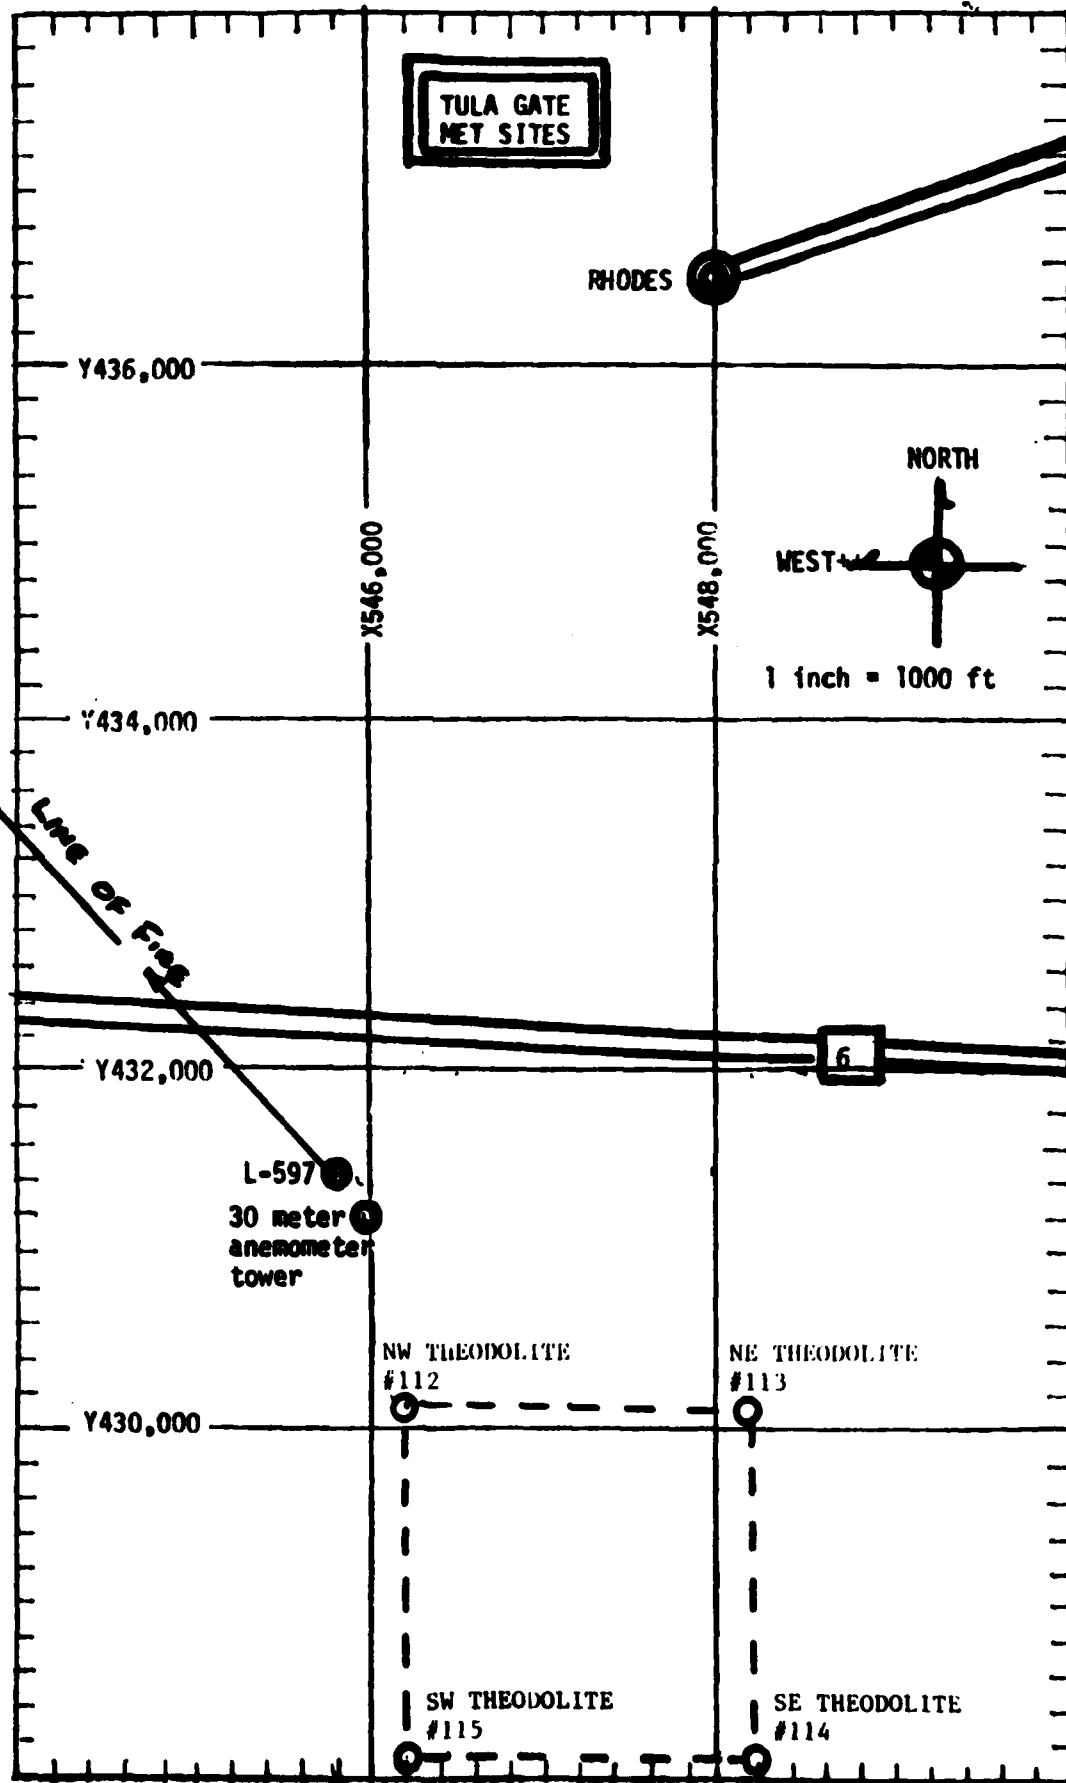 TULA GATE
MET SITES
RHODES
Y436,000
NORTH
X546,000
X548,000
WEST
1 inch = 1000 ft
Y434,000
LINE OF FIRE
6
Y432,000
L-597
30 meter
anemometer
tower
NW THEODOLITE
#112
NE THEODOLITE
#113
Y430,000
SW THEODOLITE
#115
SE THEODOLITE
#114